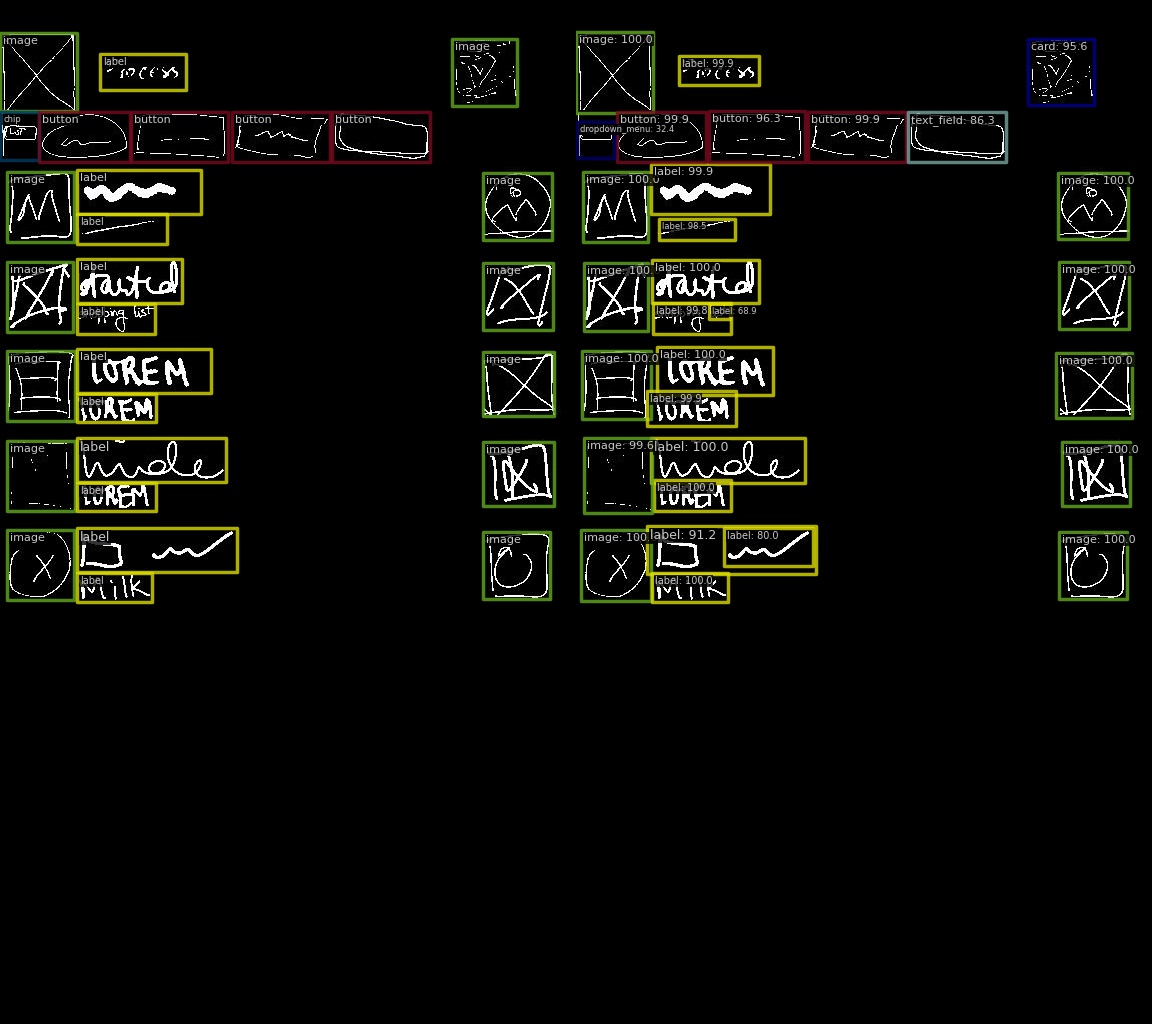 image image image: 100.0 card: 95.6
label label: 99.9
chip button button button button dropdown_menu: 32.4 button: 99.9 button: 96.3 button: 99.9 text_field: 86.3
image label image image: 100.0 label: 99.9 image: 100.0
label label: 98.5
image label image image: 100. label: 100.0 image: 100.0
started started
label list label: 99.8 label: 68.9
image label image image: 100.0 label: 100.0 image: 100.0
LOREM LOREM
label label: 99.9
LOREM LOREM
image label image image: 99.6 label: 100.0 image: 100.0
label label: 100.0
LOREM LOREM
image label image image: 100. label: 91.2 label: 80.0 image: 100.0
label label: 100.0
Milk Milk